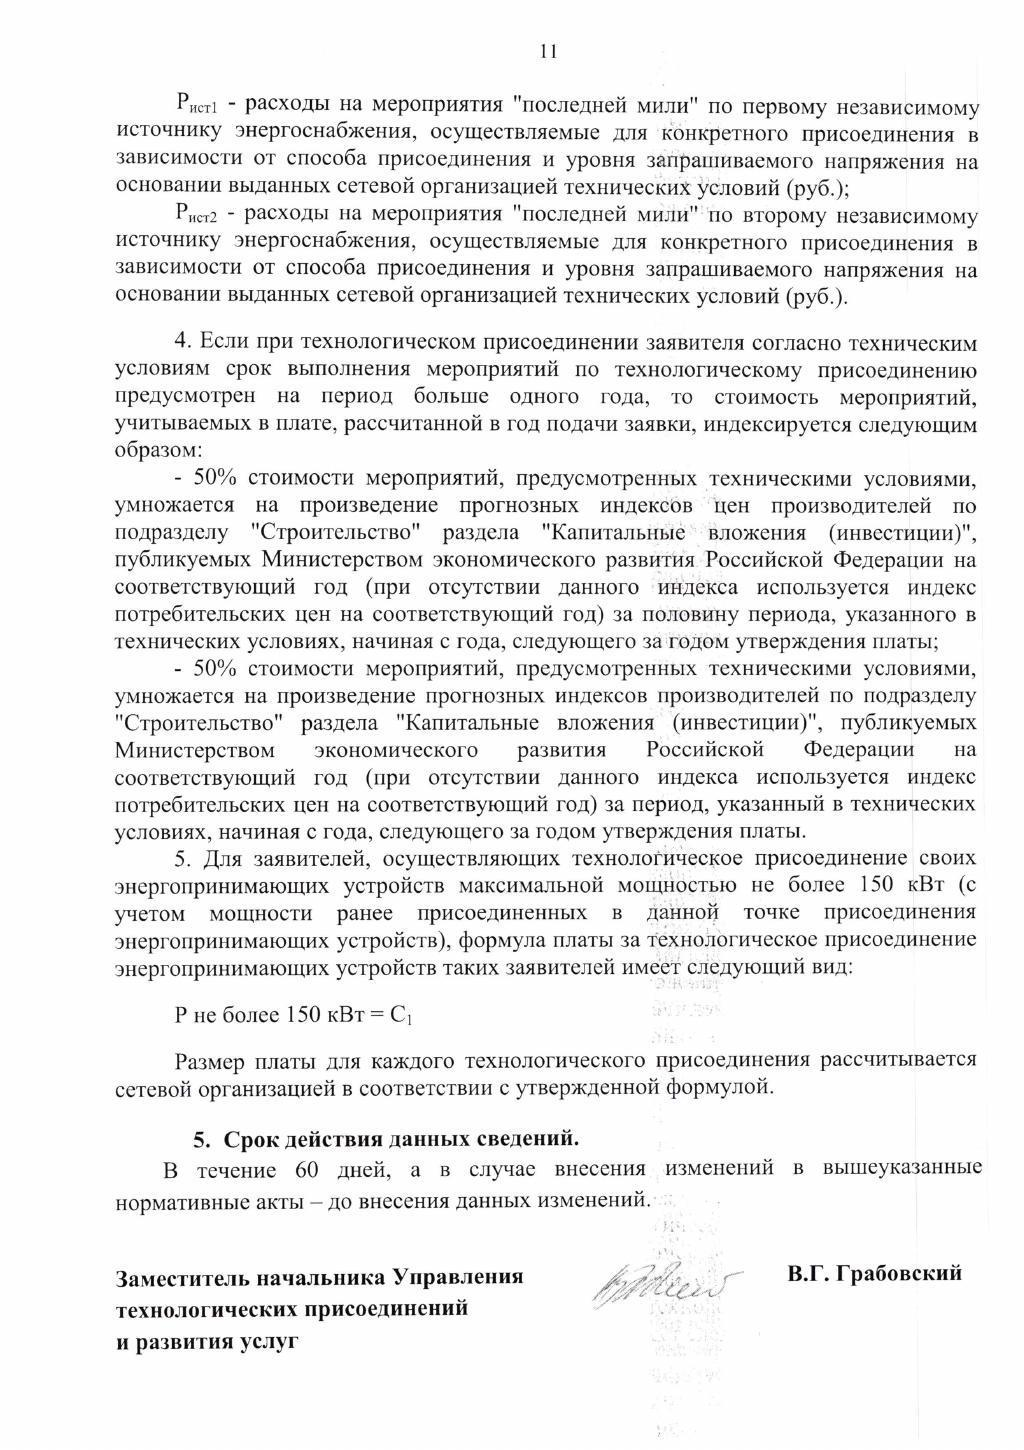 11
Рист1 - расходы на мероприятия "последней мили" по первому независимому
источнику энергоснабжения, осуществляемые для конкретного присоединения в
зависимости от способа присоединения и уровня запрашиваемого напряжения на
основании выданных сетевой организацией технических условий (руб.);
Рист2 - расходы на мероприятия "последней мили" по второму независимому
источнику энергоснабжения, осуществляемые для конкретного присоединения в
зависимости от способа присоединения и уровня запрашиваемого напряжения на
основании выданных сетевой организацией технических условий (руб.).
4. Если при технологическом присоединении заявителя согласно техническим
условиям срок выполнения мероприятий по технологическому присоединению
предусмотрен на период больше одного года, то стоимость мероприятий,
учитываемых в плате, рассчитанной в год подачи заявки, индексируется следующим
образом:
- 50% стоимости мероприятий, предусмотренных техническими условиями,
умножается на произведение прогнозных индексов цен производителей по
подразделу "Строительство" раздела "Капитальные вложения (инвестиции)",
публикуемых Министерством экономического развития Российской Федерации на
соответствующий год (при отсутствии данного индекса используется индекс
потребительских цен на соответствующий год) за половину периода, указанного в
технических условиях, начиная с года, следующего за годом утверждения платы;
- 50% стоимости мероприятий, предусмотренных техническими условиями,
умножается на произведение прогнозных индексов производителей по подразделу
"Строительство" раздела "Капитальные вложения (инвестиции)", публикуемых
Министерством экономического развития Российской Федерации на
соответствующий год (при отсутствии данного индекса используется индекс
потребительских цен на соответствующий год) за период, указанный в технических
условиях, начиная с года, следующего за годом утверждения платы.
5. Для заявителей, осуществляющих технологическое присоединение своих
энергопринимающих устройств максимальной мощностью не более 150 кВт (с
учетом мощности ранее присоединенных в данной точке присоединения
энергопринимающих устройств), формула платы за технологическое присоединение
энергопринимающих устройств таких заявителей имеет следующий вид:
Р не более 150 кВт = С1
Размер платы для каждого технологического присоединения рассчитывается
сетевой организацией в соответствии с утвержденной формулой.
5. Срок действия данных сведений.
В течение 60 дней, а в случае внесения изменений в вышеуказанные
нормативные акты – до внесения данных изменений.
Заместитель начальника Управления
технологических присоединений
и развития услуг
В.Г. Грабовский